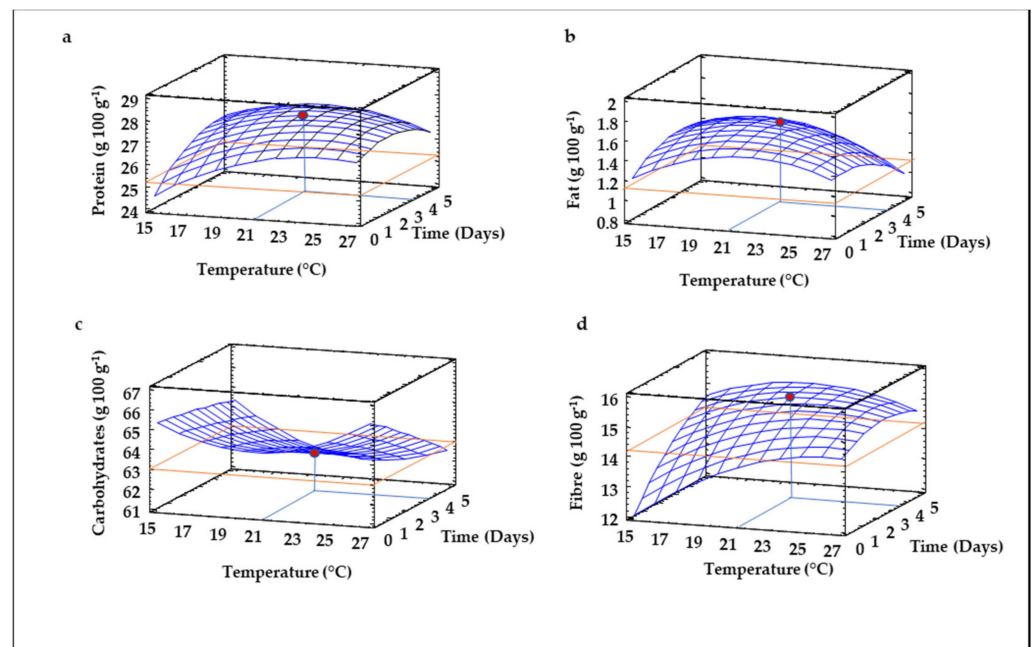 a
Protein (g 100 g-1)
29
28
27
26
25
24
15 17 19 21 23 25 27
0 1 2 3 4 5
Time (Days)
Temperature (°C)
b
Fat (g 100 g-1)
2
1.8
1.6
1.4
1.2
1
0.8
15 17 19 21 23 25 27
0 1 2 3 4 5
Time (Days)
Temperature (°C)
c
Carbohydrates (g 100 g-1)
67
66
65
64
63
62
61
15 17 19 21 23 25 27
0 1 2 3 4 5
Time (Days)
Temperature (°C)
d
Fibre (g 100 g-1)
16
15
14
13
12
15 17 19 21 23 25 27
0 1 2 3 4 5
Time (Days)
Temperature (°C)